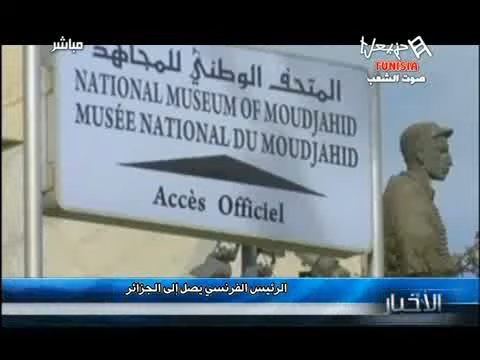 مباشر
TUNISIA
صوت الشعب
المتحف الوطني للمجاهد
NATIONAL MUSEUM OF MOUDJAHID
MUSÉE NATIONAL DU MOUDJAHID
Accès Officiel
الرئيس الفرنسي يصل إلى الجزائر
الأخبار